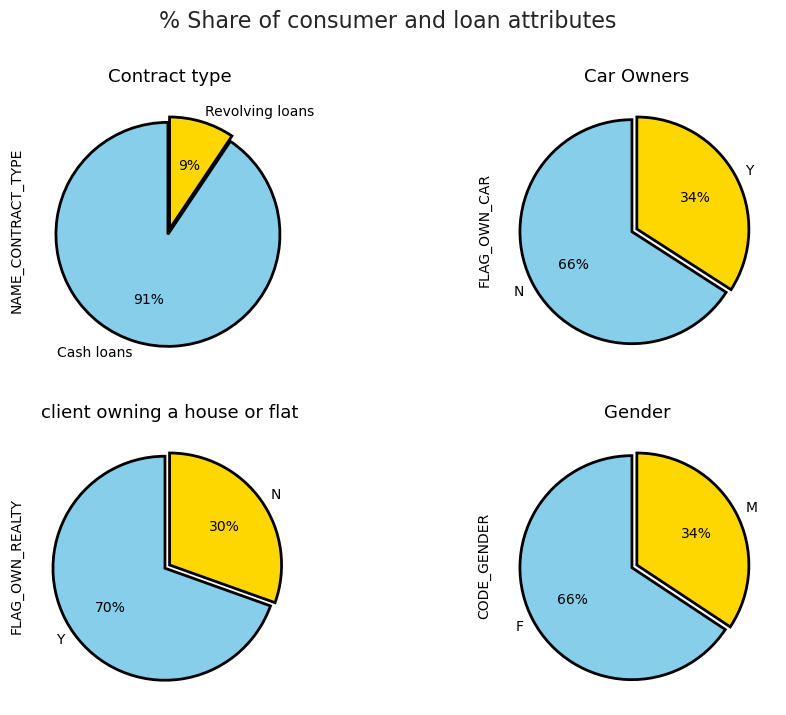 % Share of consumer and loan attributes
Contract type
NAME_CONTRACT_TYPE
Revolving loans
9%
91%
Cash loans
Car Owners
FLAG_OWN_CAR
Y
34%
66%
N
client owning a house or flat
FLAG_OWN_REALTY
N
30%
70%
Y
Gender
CODE_GENDER
M
34%
66%
F